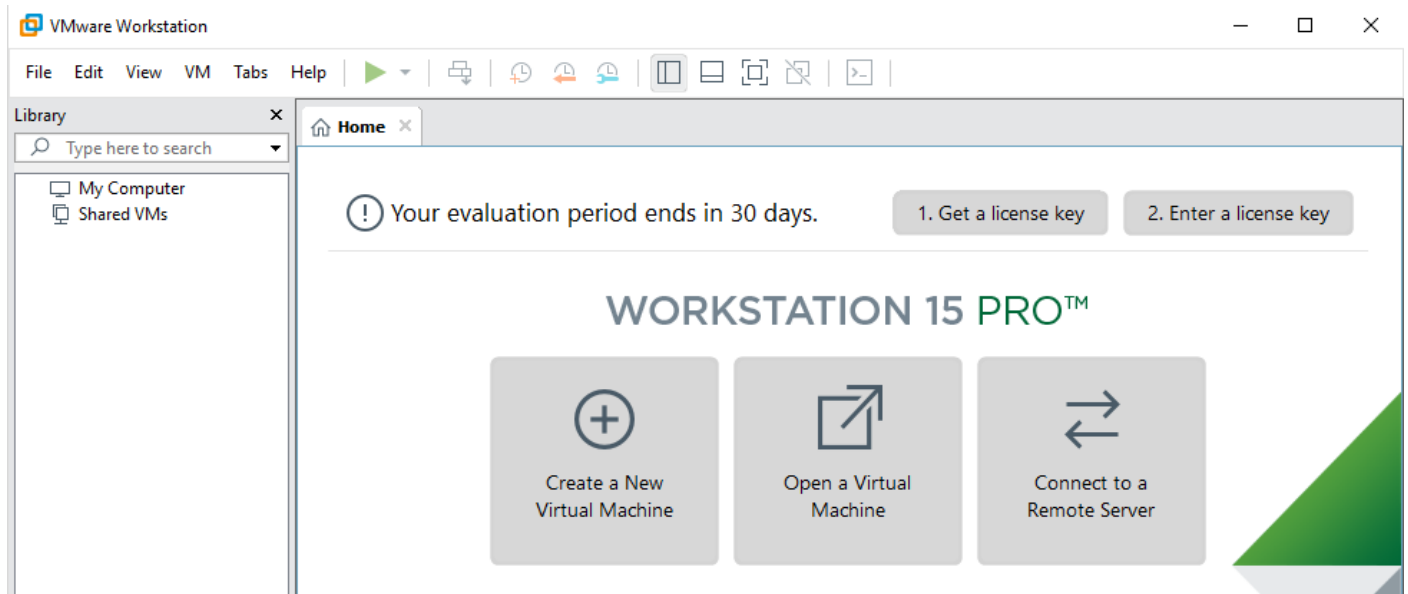 VMware Workstation
File Edit View VM Tabs Help
Library
Type here to search
My Computer
Shared VMs
Home
Your evaluation period ends in 30 days.
1. Get a license key
2. Enter a license key
WORKSTATION 15 PRO™
Create a New
Virtual Machine
Open a Virtual
Machine
Connect to a
Remote Server